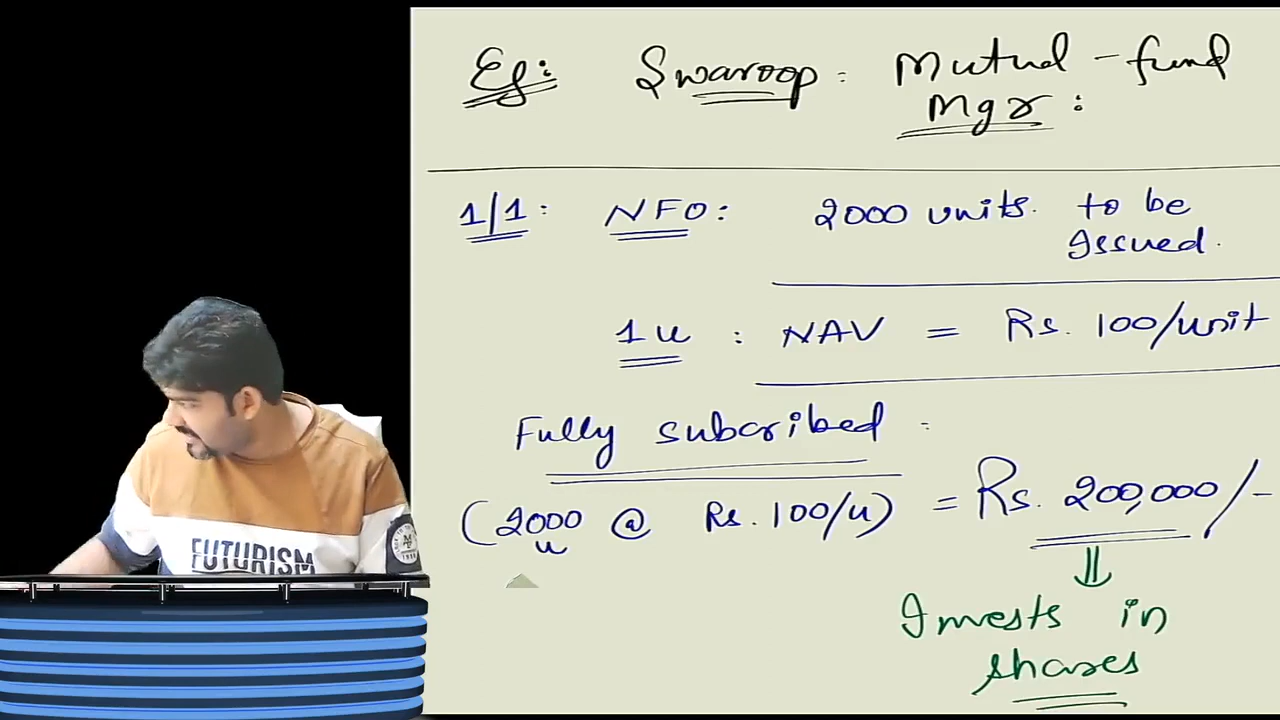 Eg: Swaroop: Mutual-fund
Mgr:
1/1: NFO: 2000 units. to be
Issued.
1u : NAV = Rs. 100/unit
Fully subcribed :
(2000 @ Rs. 100/u) = Rs. 200,000/-
u
Invests in
shares
FUTURISM